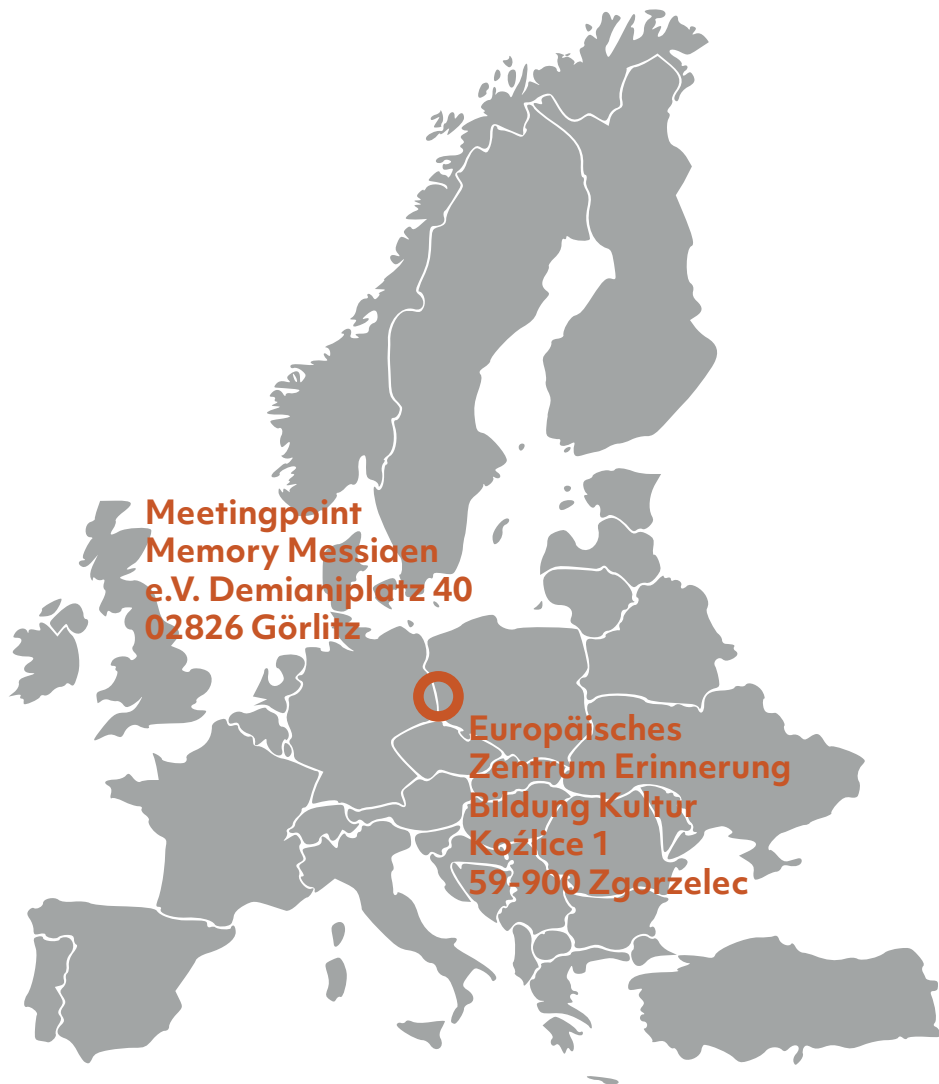 Meetingpoint
Memory Messiaen
e.V. Demianiplatz 40
02826 Görlitz
Europäisches
Zentrum Erinnerung
Bildung Kultur
Koźlice 1
59-900 Zgorzelec